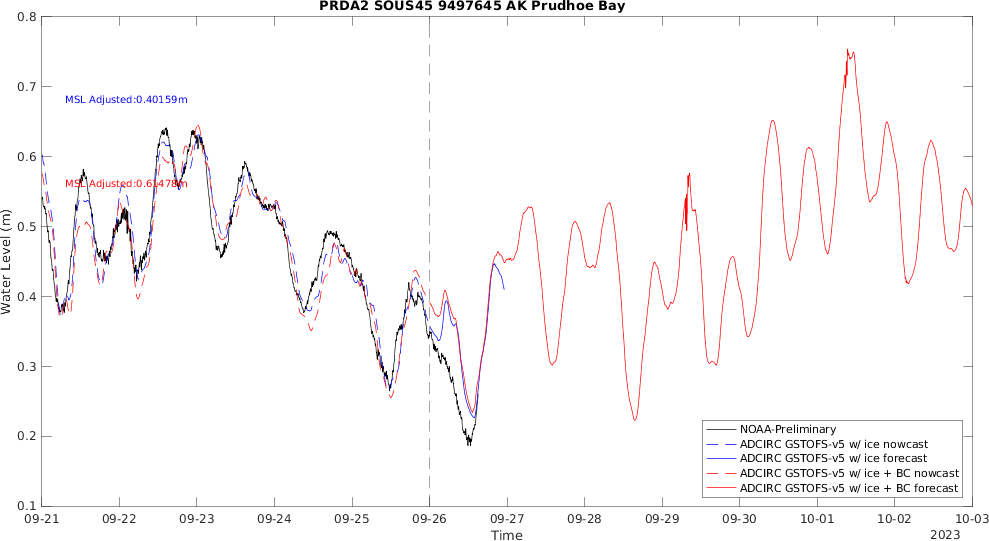 PRDA2 SOUS45 9497645 AK Prudhoe Bay
0.8
0.7
0.6
0.5
0.4
0.3
0.2
0.1
Water Level (m)
MSL Adjusted:0.40159m
MSL Adjusted:0.61478m
NOAA-Preliminary
ADCIRC GSTOFS-v5 w/ ice nowcast
ADCIRC GSTOFS-v5 w/ ice forecast
ADCIRC GSTOFS-v5 w/ ice + BC nowcast
ADCIRC GSTOFS-v5 w/ ice + BC forecast
09-21 09-22 09-23 09-24 09-25 09-26 09-27 09-28 09-29 09-30 10-01 10-02 10-03
Time
2023